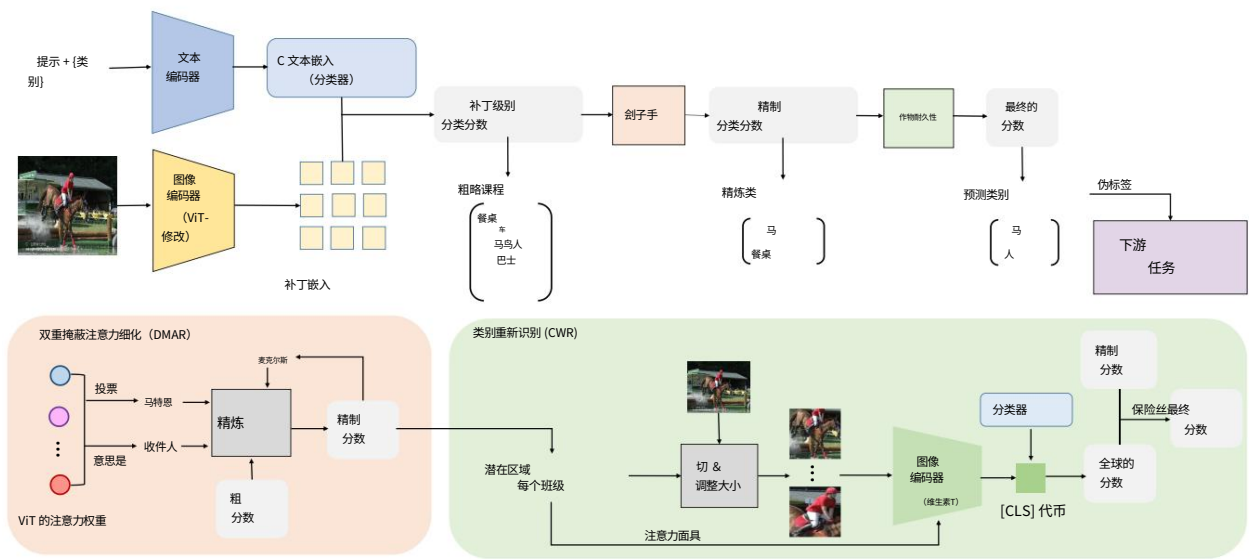 提示 + {类
别}
文本
编码器
C 文本嵌入
（分类器）
补丁级别
分类分数
刽子手
精制
分类分数
作物耐久性
最终的
分数
图像
编码器
（ViT-
修改）
补丁嵌入
粗略课程
餐桌
车
马鸟人
巴士
精炼类
马
餐桌
预测类别
马
人
伪标签
下游
任务
双重掩蔽注意力细化（DMAR）
投票
马特恩
意思是
收件人
麦克尔斯
精炼
精制
分数
粗
分数
ViT 的注意力权重
类别重新识别 (CWR)
潜在区域
每个班级
切 &
调整大小
注意力面具
图像
编码器
（维生素T）
分类器
[CLS] 代币
精制
分数
保险丝最终
分数
全球的
分数